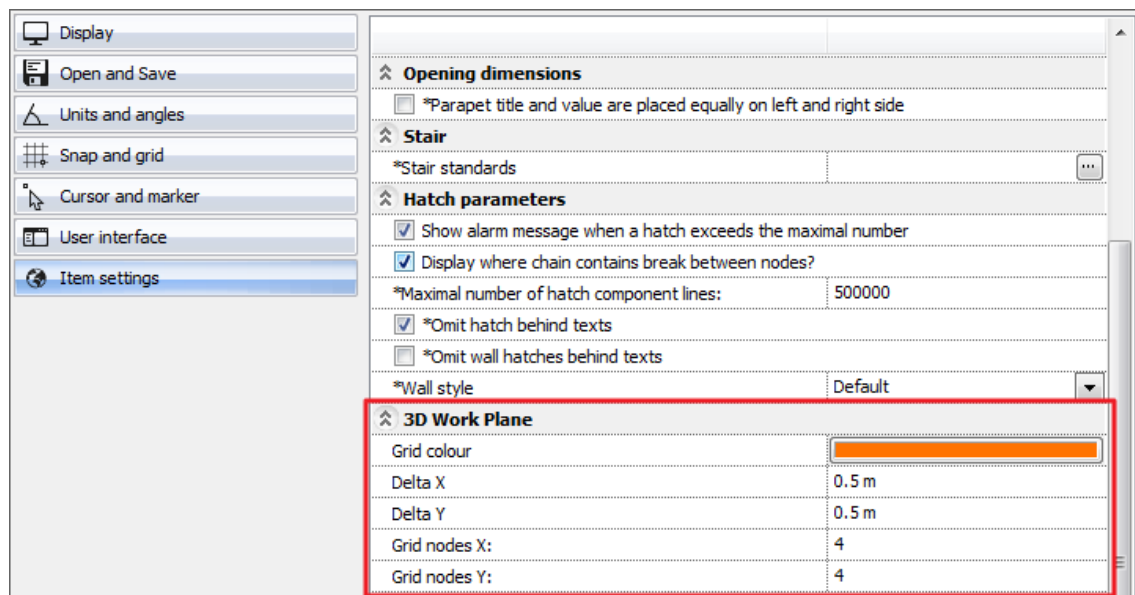 Display
Open and Save
Units and angles
Snap and grid
Cursor and marker
User interface
Item settings
Opening dimensions
*Parapet title and value are placed equally on left and right side
Stair
*Stair standards ...
Hatch parameters
Show alarm message when a hatch exceeds the maximal number
Display where chain contains break between nodes?
*Maximal number of hatch component lines: 500000
*Omit hatch behind texts
*Omit wall hatches behind texts
*Wall style Default
3D Work Plane
Grid colour
Delta X 0.5 m
Delta Y 0.5 m
Grid nodes X: 4
Grid nodes Y: 4